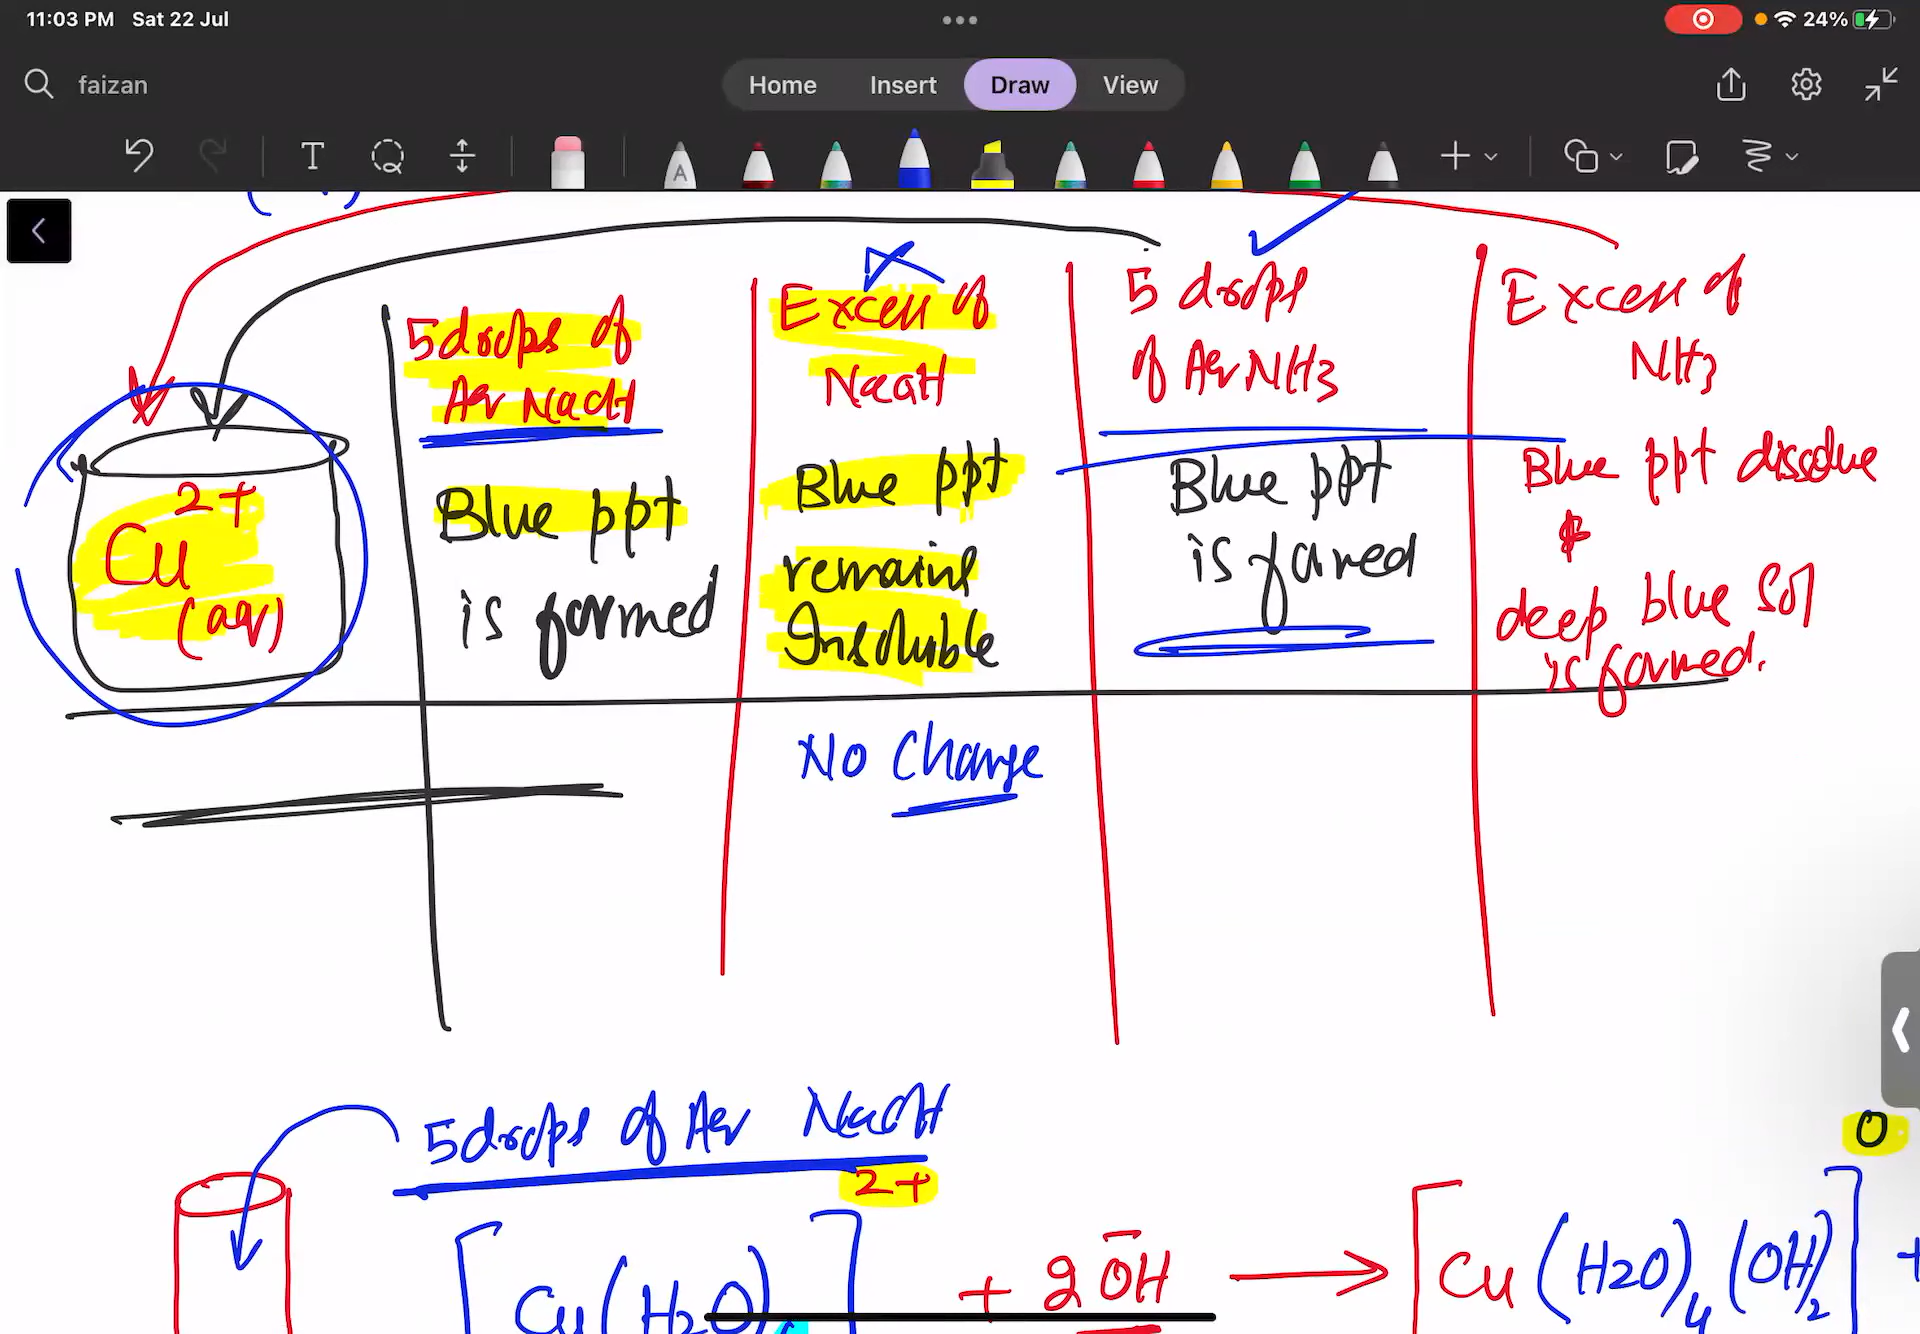 11:03 PM Sat 22 Jul
24%
faizan
Home Insert Draw View
T
A
5 drops of
Aq NaOH
Excess of
NaOH
5 drops
of Aq NH3
Excess of
NH3
Cu 2+
(aq)
Blue ppt
is formed
Blue ppt
remains
Insoluble
Blue ppt
is formed
Blue ppt dissolve
&
deep blue sol
is formed.
No Change
5 drops of Aq NaOH
[Cu(H2O) ] 2+ + 2 OH⁻ → [Cu(H2O)4(OH)2] 0 +